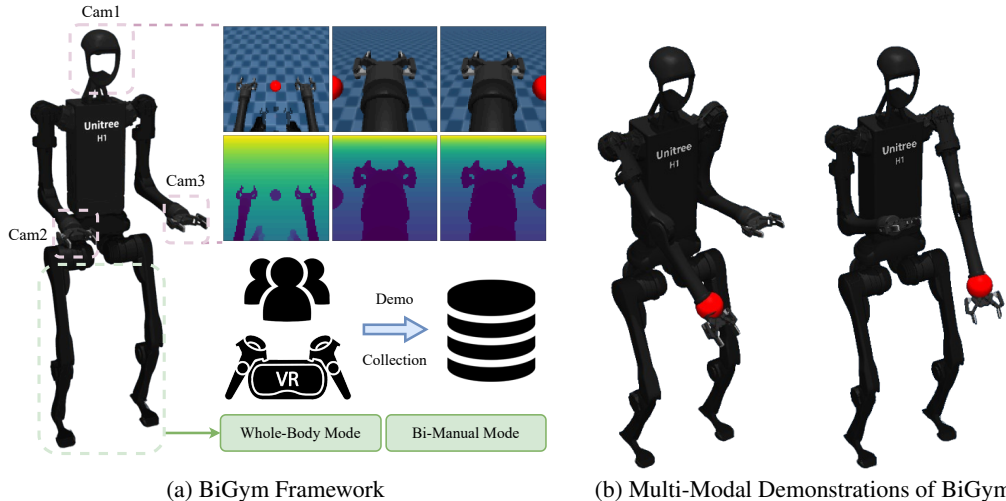 Cam1
Unitree
H1
Cam3
Cam2
Demo
Collection
VR
Whole-Body Mode
Bi-Manual Mode
(a) BiGym Framework
Unitree
H1
Unitree
H1
(b) Multi-Modal Demonstrations of BiGym